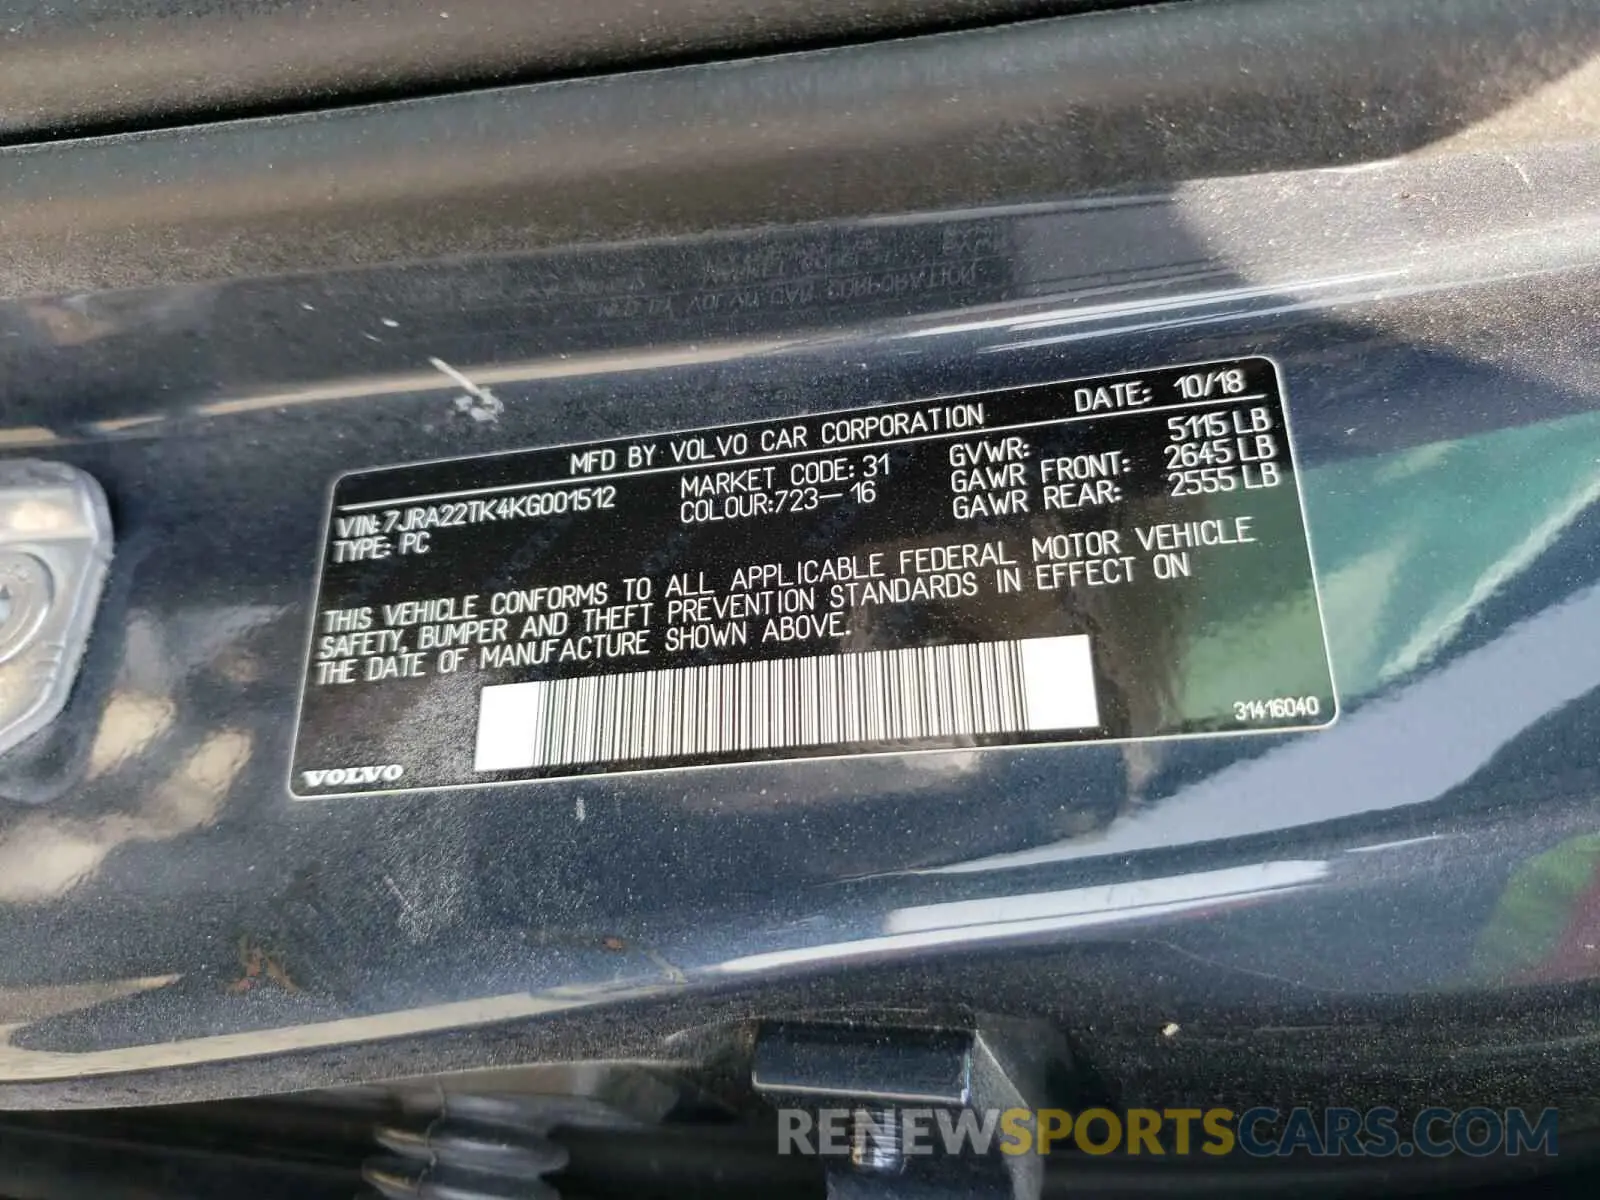 MFD BY VOLVO CAR CORPORATION DATE: 10/18
VIN: 7JRA22TK4KG001512 MARKET CODE: 31 GVWR: 5115 LB
TYPE: PC COLOUR:723-16 GAWR FRONT: 2645 LB
GAWR REAR: 2555 LB
THIS VEHICLE CONFORMS TO ALL APPLICABLE FEDERAL MOTOR VEHICLE
SAFETY, BUMPER AND THEFT PREVENTION STANDARDS IN EFFECT ON
THE DATE OF MANUFACTURE SHOWN ABOVE.
31416040
VOLVO
RENEWSPORTSCARS.COM